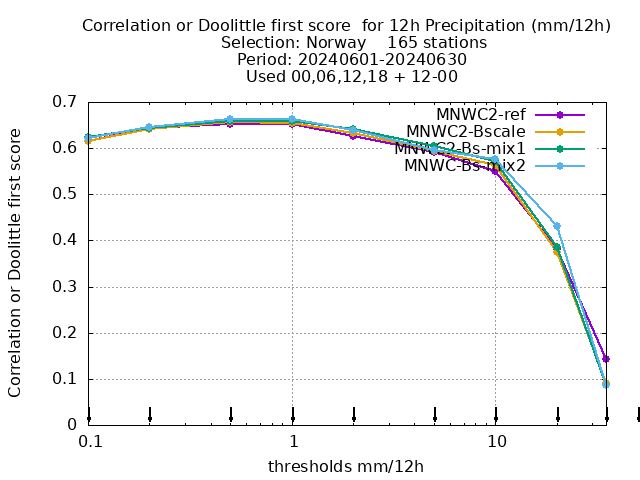 Correlation or Doolittle first score  for 12h Precipitation (mm/12h)
Selection: Norway    165 stations
Period: 20240601-20240630
Used 00,06,12,18 + 12-00
MNWC2-ref
MNWC2-Bscale
MNWC2-Bs-mix1
MNWC-Bs-mix2
Correlation or Doolittle first score
0.7
0.6
0.5
0.4
0.3
0.2
0.1
0
0.1
1
10
thresholds mm/12h